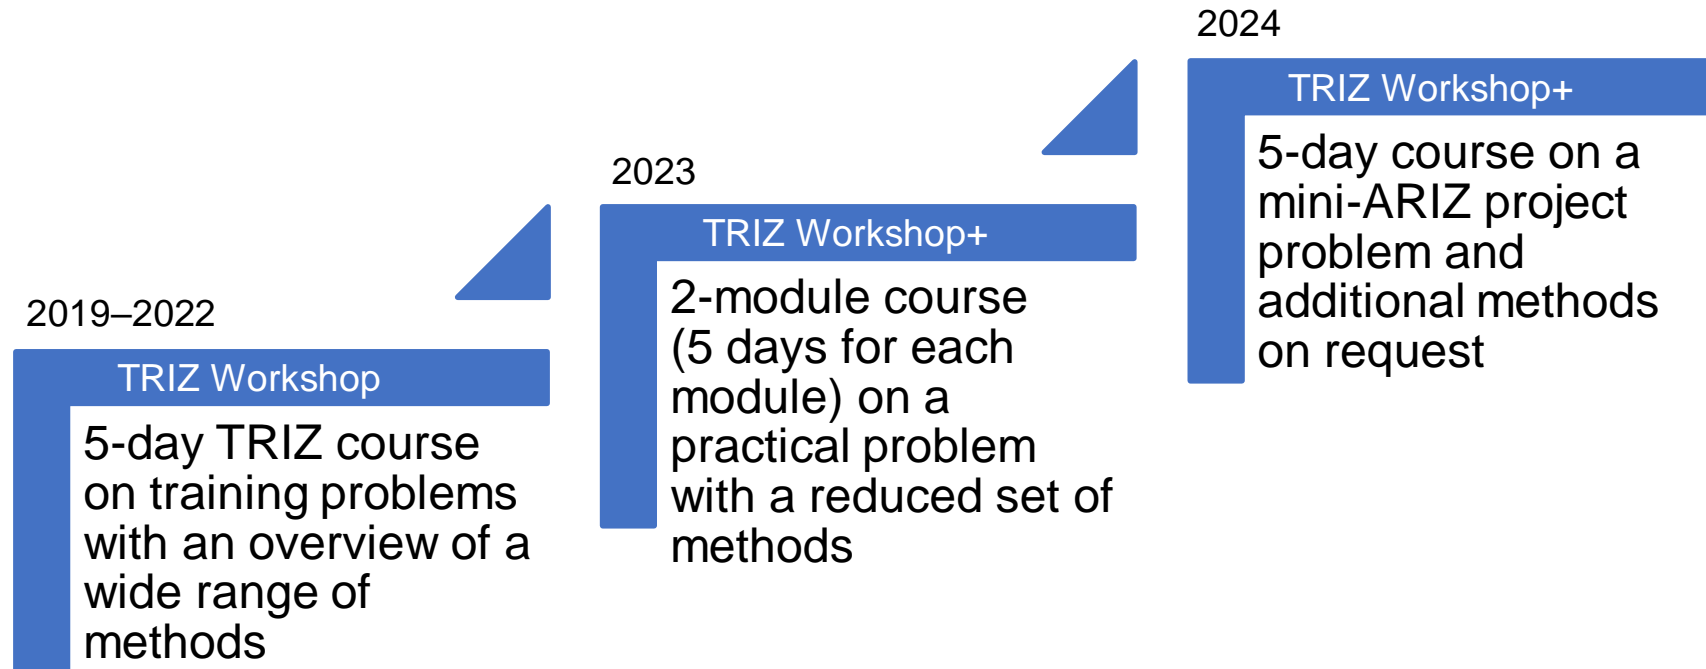 2019–2022
TRIZ Workshop
5-day TRIZ course
on training problems
with an overview of a
wide range of
methods
2023
TRIZ Workshop+
2-module course
(5 days for each
module) on a
practical problem
with a reduced set of
methods
2024
TRIZ Workshop+
5-day course on a
mini-ARIZ project
problem and
additional methods
on request